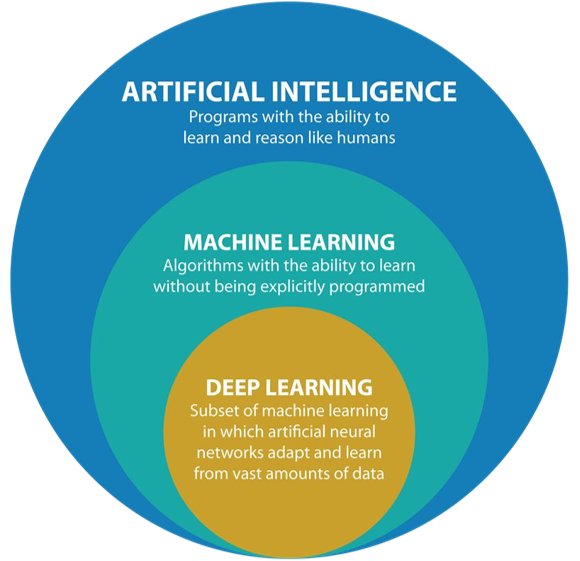 ARTIFICIAL INTELLIGENCE
Programs with the ability to
learn and reason like humans
MACHINE LEARNING
Algorithms with the ability to learn
without being explicitly programmed
DEEP LEARNING
Subset of machine learning
in which artificial neural
networks adapt and learn
from vast amounts of data